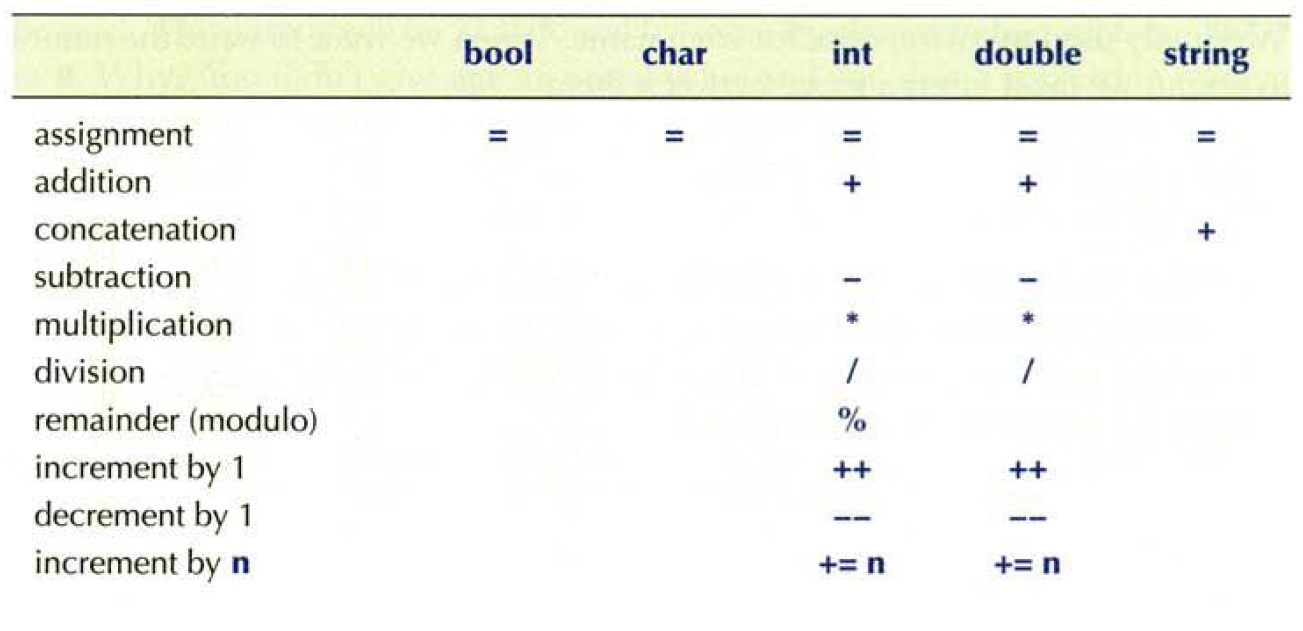 bool char int double string
assignment = = = = =
addition + +
concatenation +
subtraction – –
multiplication * *
division / /
remainder (modulo) %
increment by 1 ++ ++
decrement by 1 –– ––
increment by n += n += n